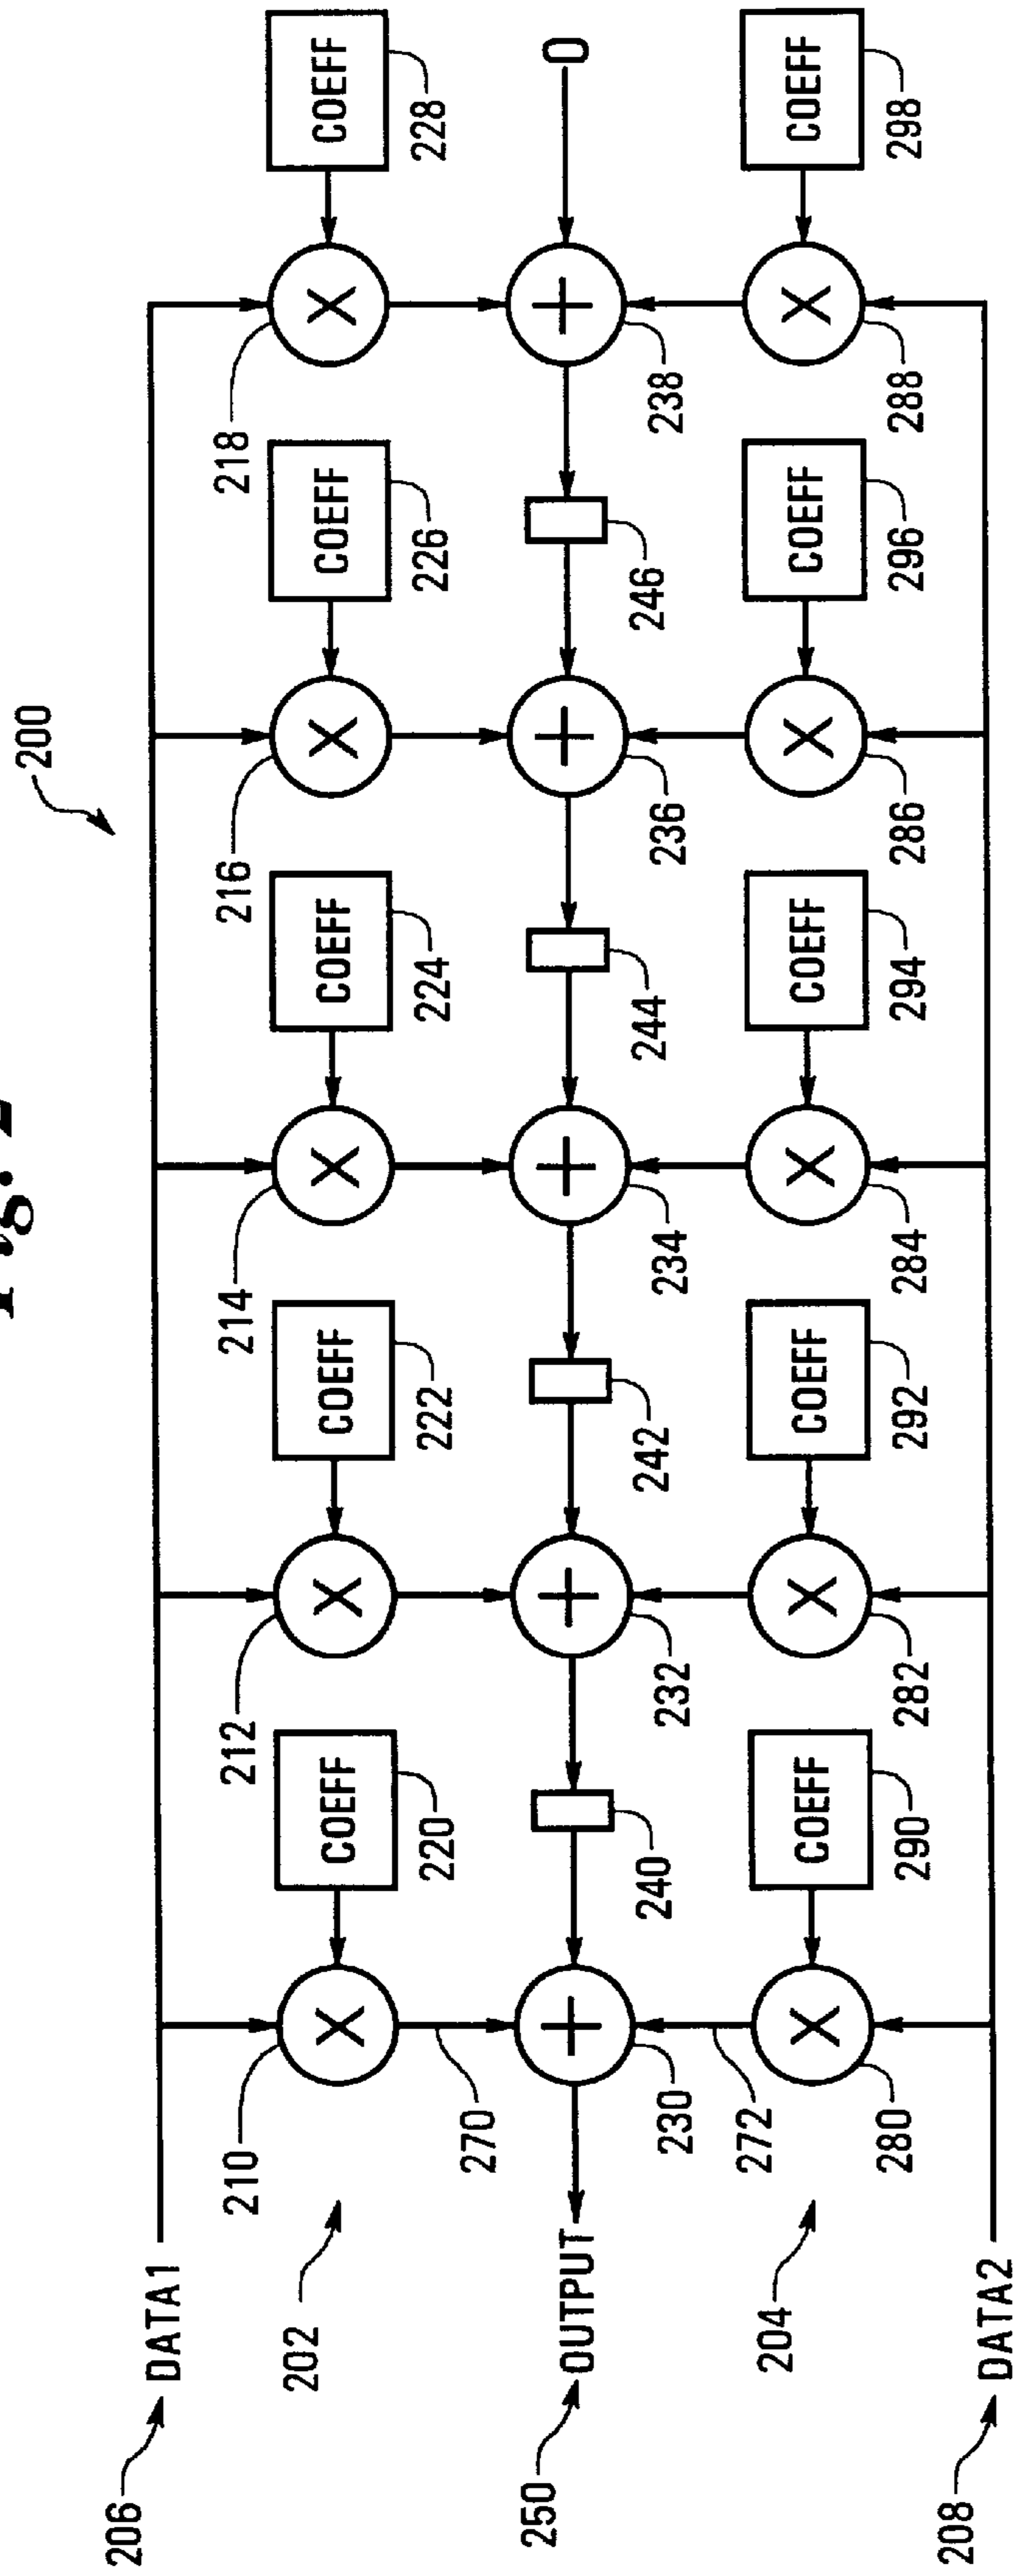 Fig. 2
200
206
DATA1
202
210
212
214
216
218
COEFF
220
COEFF
222
COEFF
224
COEFF
226
COEFF
228
270
250
OUTPUT
230
240
232
242
234
244
236
246
238
0
272
204
280
282
284
286
288
COEFF
290
COEFF
292
COEFF
294
COEFF
296
COEFF
298
208
DATA2